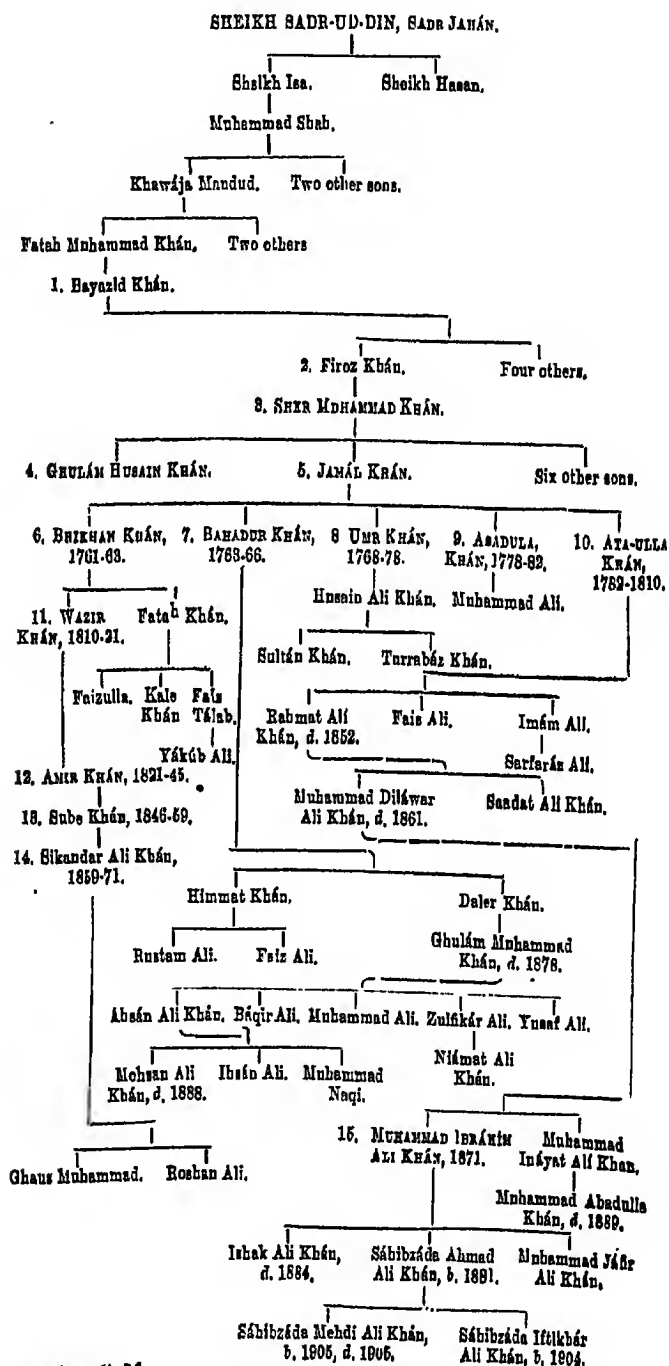 SHEIKH SADR-UD-DIN, SADR JAHÁN.
Sheikh Isa. Sheikh Hasan.
Muhammad Shah.
Khawája Maudud. Two other sons.
Fatah Muhammad Khán. Two others
1. Bayazid Khán.
2. Firoz Khán. Four others.
3. SHER MUHAMMAD KHÁN.
4. GHULÁM HUSAIN KHÁN. 5. JAMÁL KHÁN. Six other sons.
6. BHIKHAN KHÁN, 7. BAHADUR KHÁN, 8 UMR KHÁN, 9. ASADULA, 10. ATA-ULLA
1761-63. 1763-66. 1768-78. KHÁN, 1778-82. KHÁN,
1782-1810.
Husain Ali Khán. Muhammad Ali.
11. WAZIR Fatah Khán.
KHÁN, 1810-21.
Sultán Khán. Turrabáz Khán.
Faizulla. Kale Faiz
Khán Tálab.
Rahmat Alí Faiz Ali. Imám Ali.
Khán, d. 1852.
Yákúb Ali. Sarfaráz Ali.
12. AMIR KHÁN, 1821-45.
Muhammad Diláwar Saadat Ali Khán.
Ali Khán, d. 1861.
13. Sube Khán, 1846-59.
14. Sikandar Ali Khán,
1859-71.
Himmat Khán. Daler Khán.
Rustam Ali. Faiz Ali. Ghulám Muhammad
Khán, d. 1878.
Ahsán Ali Khán. Báqir Ali. Muhammad Ali. Zulfikár Ali. Yusaf Ali.
Mohsan Ali Ihsán Ali. Muhammad Niámat Ali
Khán, d. 1888. Naqi. Khán.
15. MUHAMMAD IBRÁHÍM Muhammad
ALI KHÁN, 1871. Ináyat Alí Khan.
Ghaus Muhammad. Roshan Ali.
Muhammad Abadulla
Khán, d. 1889.
Ishak Ali Khán, Sáhibzáda Ahmad Muhammad Jáfir
d. 1884. Ali Khán, b. 1881. Ali Khán.
Sáhibzáda Mehdi Ali Khán, Sáhibzáda Iftikhár
b. 1905, d. 1905. Ali Khán, b. 1904.